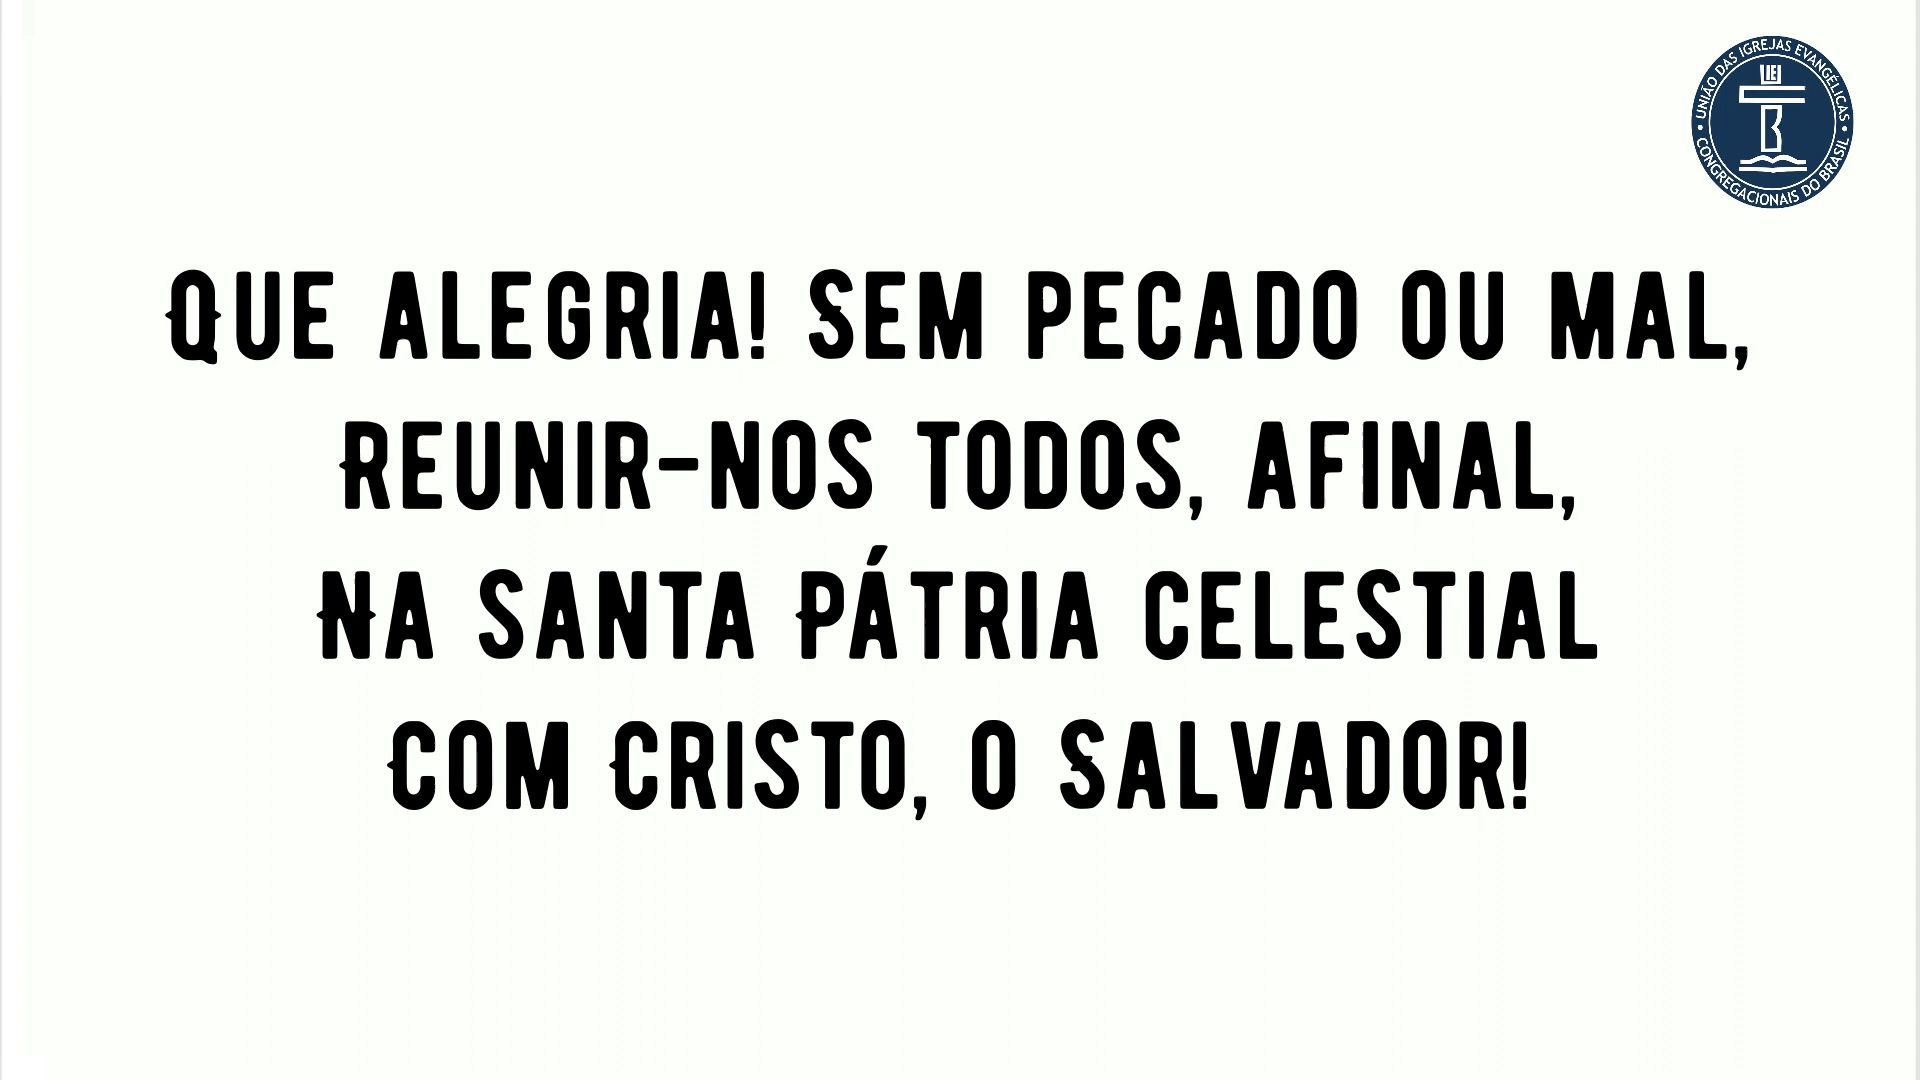 UNIÃO DAS IGREJAS EVANGÉLICAS
CONGREGACIONAIS DO BRASIL
Que alegria! Sem pecado ou mal,
Reunir-nos todos, afinal,
Na santa Pátria celestial
Com Cristo, o Salvador!